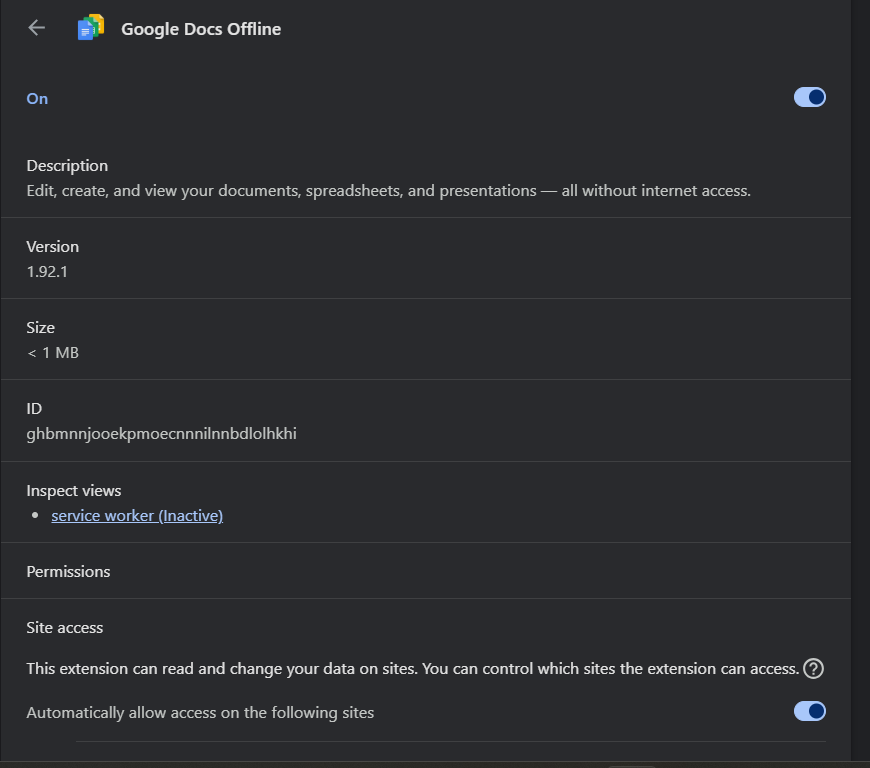 Google Docs Offline
On
Description
Edit, create, and view your documents, spreadsheets, and presentations — all without internet access.
Version
1.92.1
Size
< 1 MB
ID
ghbmnnjooekpmoecnnnilnnbdlolhkhi
Inspect views
service worker (Inactive)
Permissions
Site access
This extension can read and change your data on sites. You can control which sites the extension can access.
Automatically allow access on the following sites